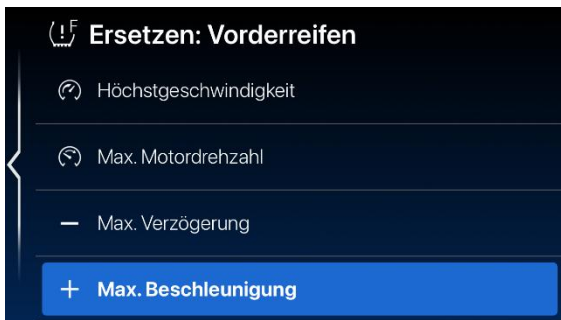 F
Ersetzen: Vorderreifen
Höchstgeschwindigkeit
Max. Motordrehzahl
Max. Verzögerung
Max. Beschleunigung